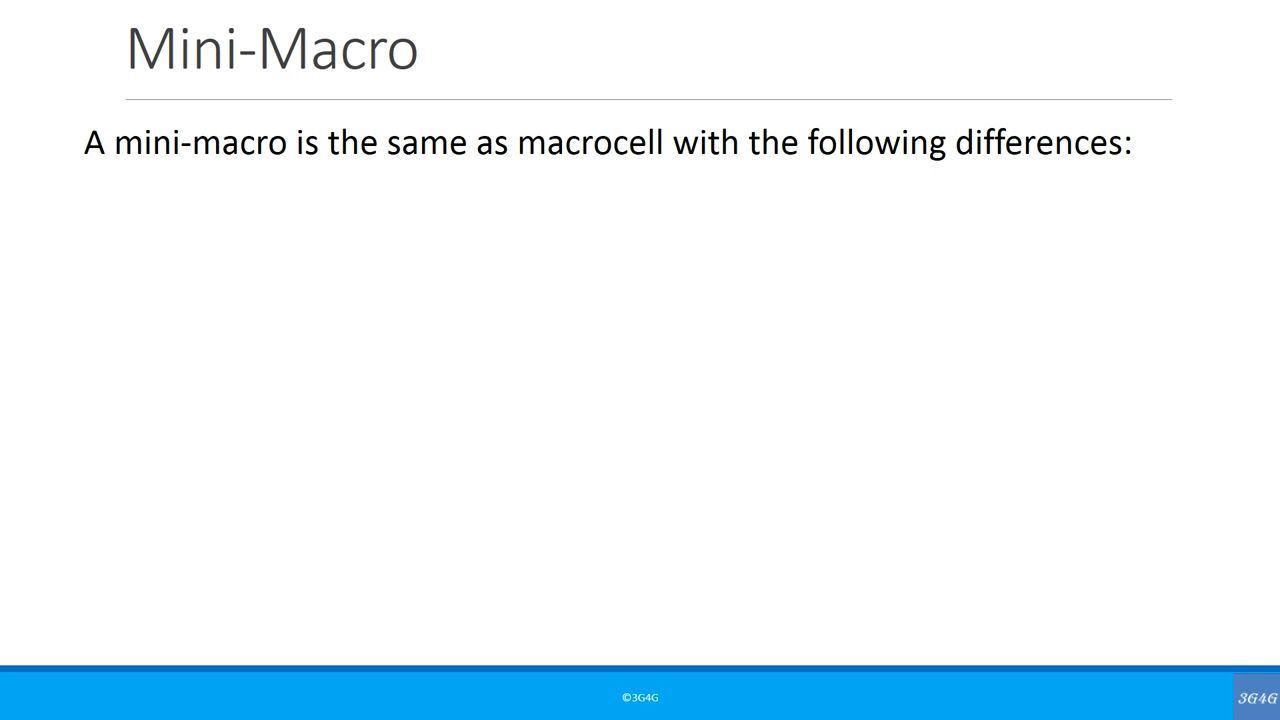 Mini-Macro
A mini-macro is the same as macrocell with the following differences:
©3G4G
3G4G